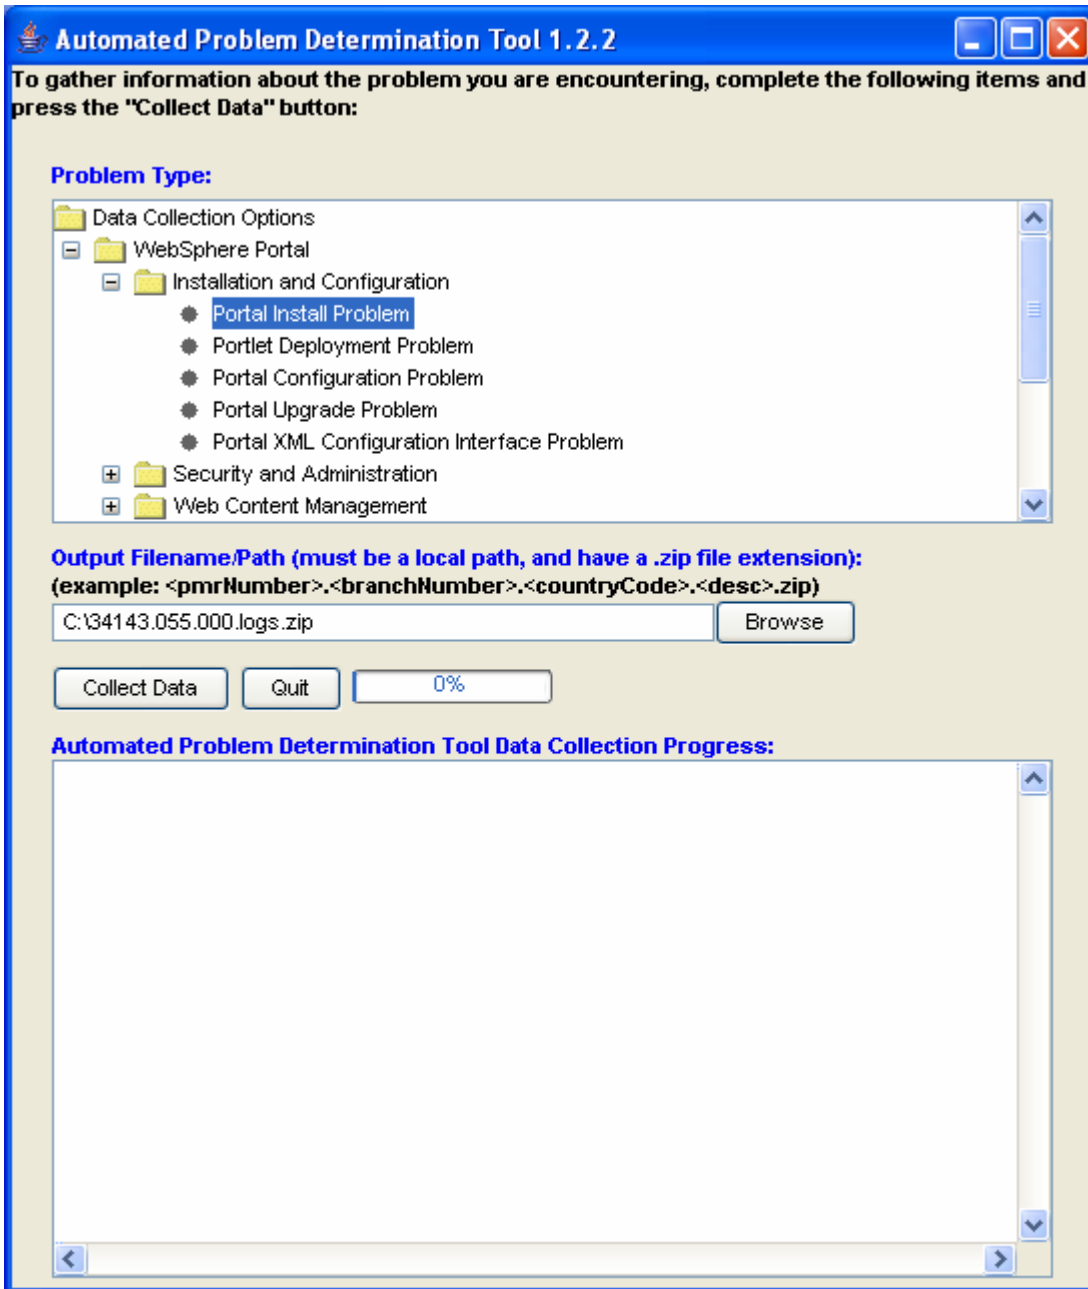 Automated Problem Determination Tool 1.2.2
To gather information about the problem you are encountering, complete the following items and
press the "Collect Data" button:
Problem Type:
Data Collection Options
WebSphere Portal
Installation and Configuration
Portal Install Problem
Portlet Deployment Problem
Portal Configuration Problem
Portal Upgrade Problem
Portal XML Configuration Interface Problem
Security and Administration
Web Content Management
Output Filename/Path (must be a local path, and have a .zip file extension):
(example: <pmrNumber>.<branchNumber>.<countryCode>.<desc>.zip)
C:\34143.055.000.logs.zip
Browse
Collect Data
Quit
0%
Automated Problem Determination Tool Data Collection Progress: